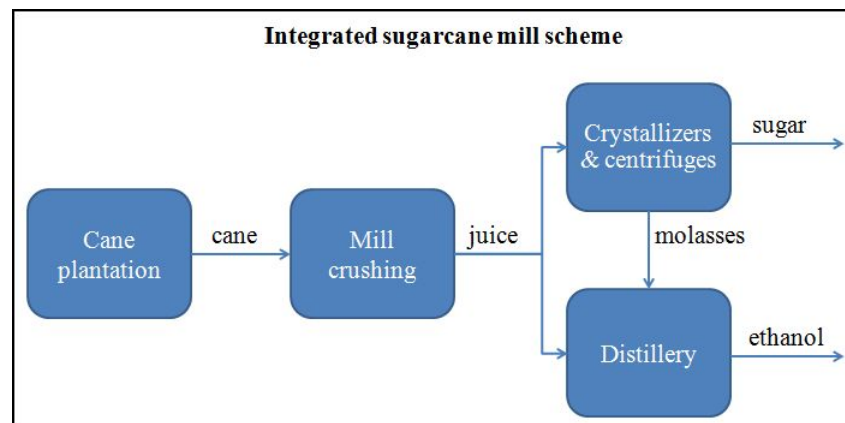 Integrated sugarcane mill scheme
Cane
plantation
cane
Mill
crushing
juice
Crystallizers
& centrifuges
sugar
molasses
Distillery
ethanol